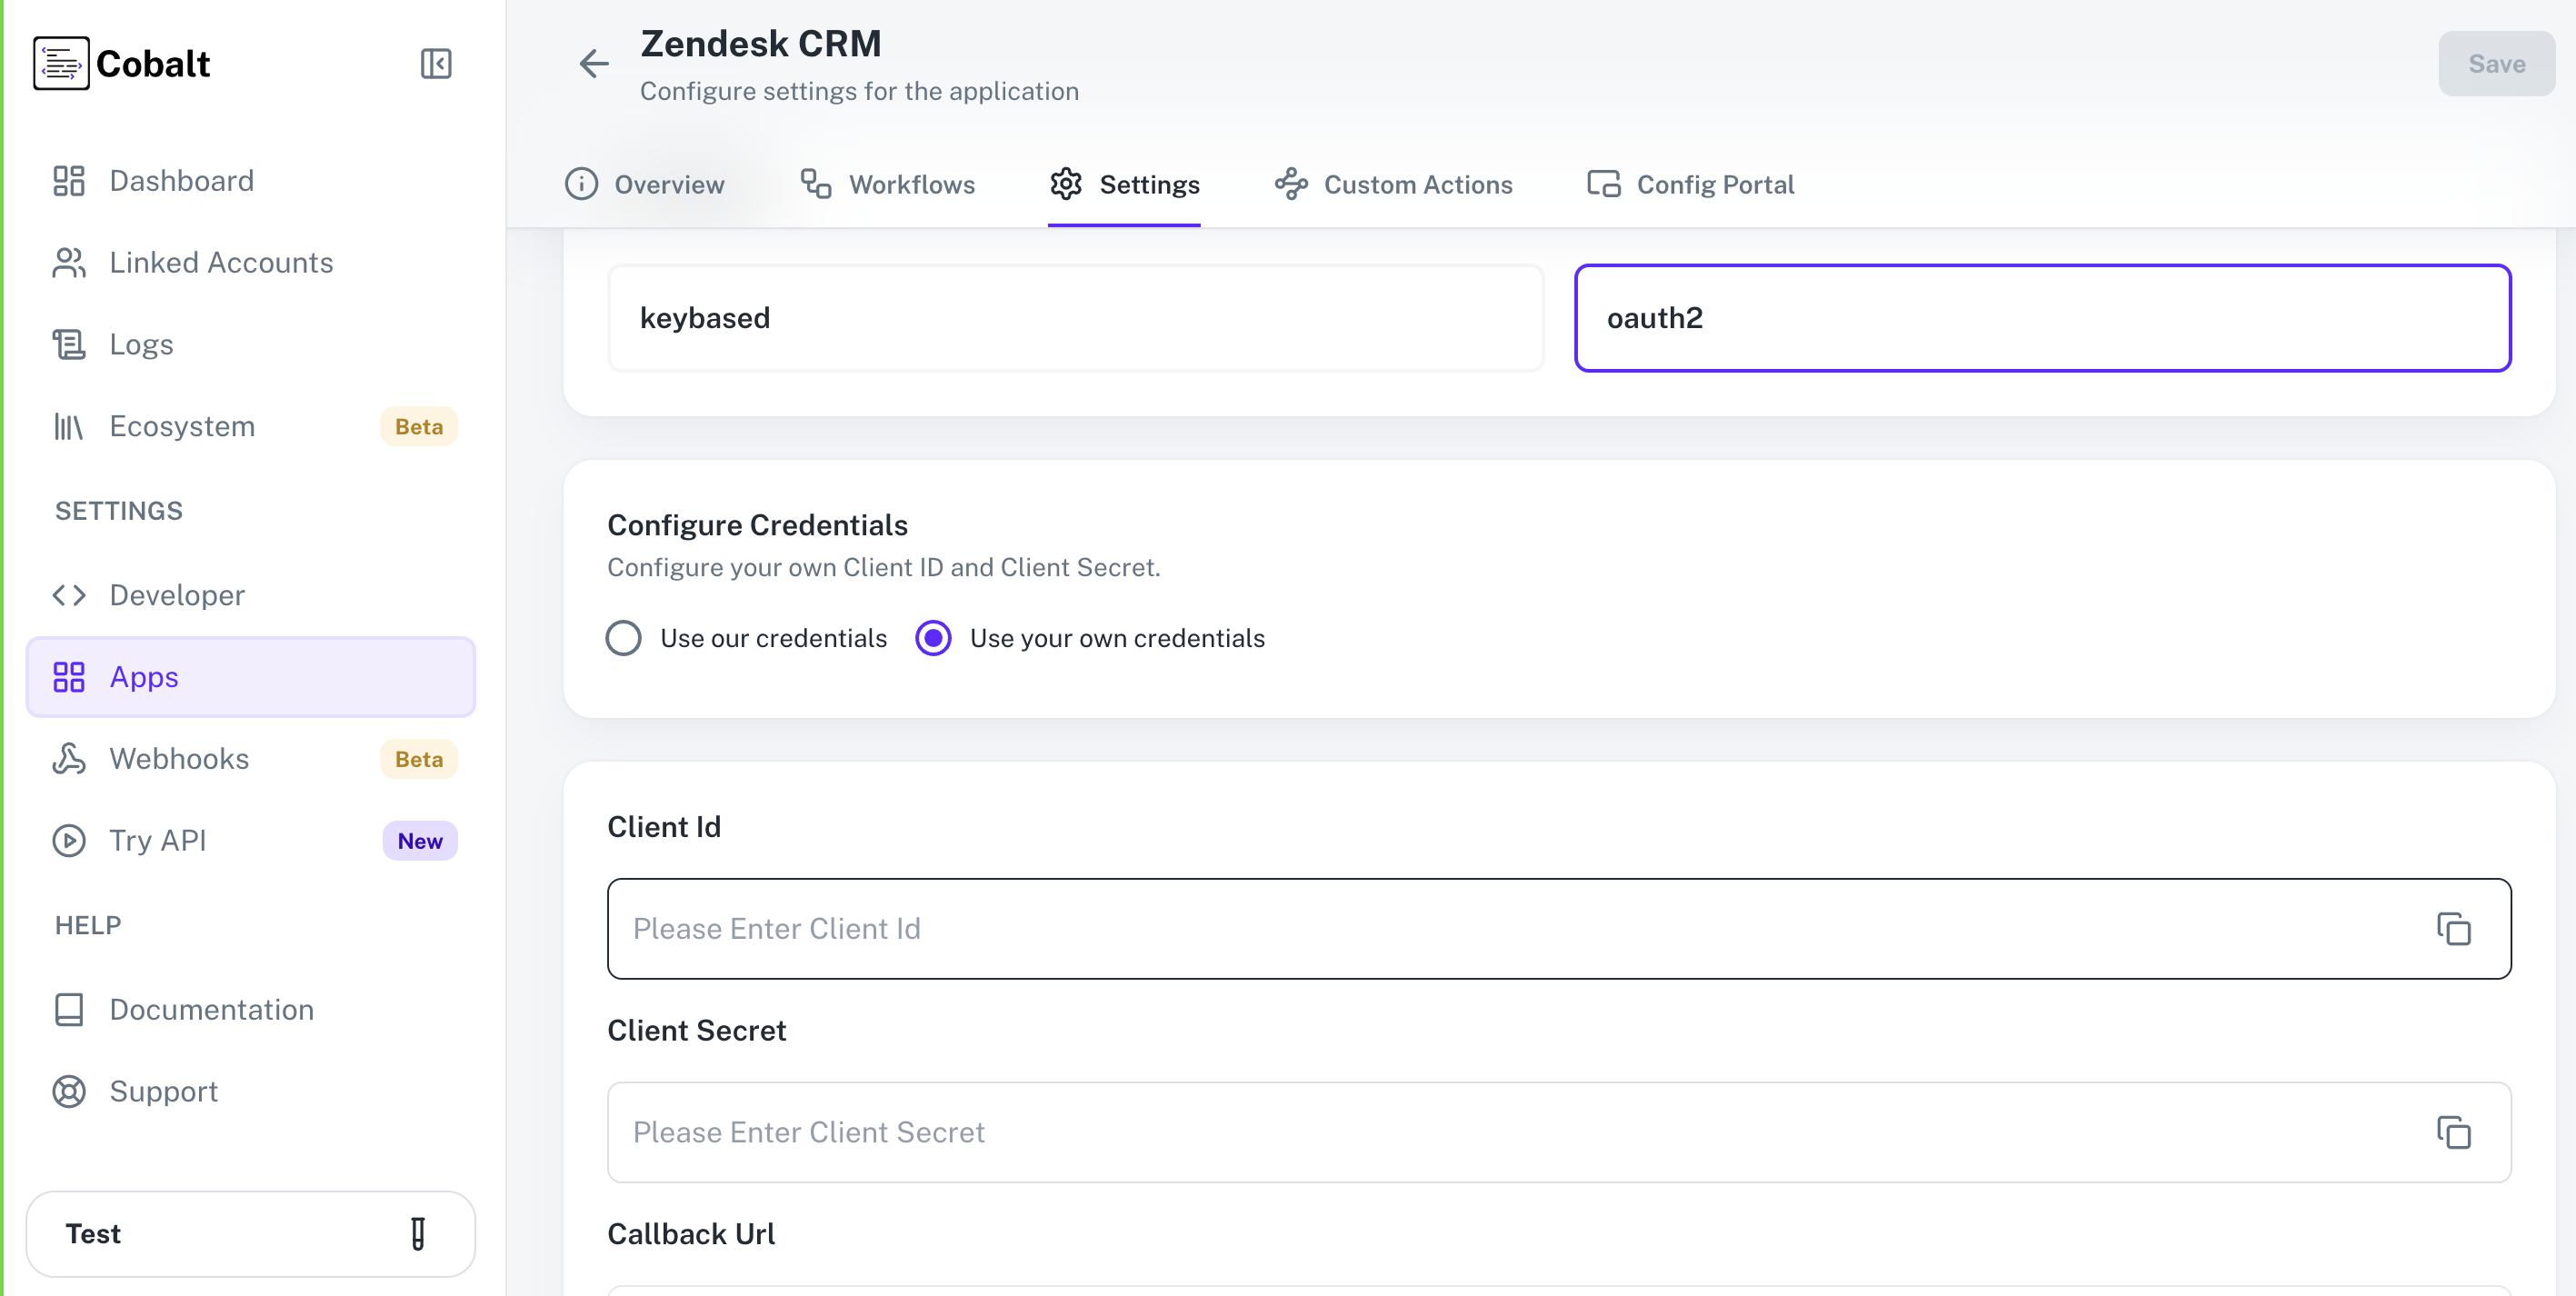 Cobalt
Dashboard
Linked Accounts
Logs
Ecosystem Beta
SETTINGS
Developer
Apps
Webhooks Beta
Try API New
HELP
Documentation
Support
Test
Zendesk CRM
Configure settings for the application
Save
Overview Workflows Settings Custom Actions Config Portal
keybased oauth2
Configure Credentials
Configure your own Client ID and Client Secret.
Use our credentials Use your own credentials
Client Id
Please Enter Client Id
Client Secret
Please Enter Client Secret
Callback Url